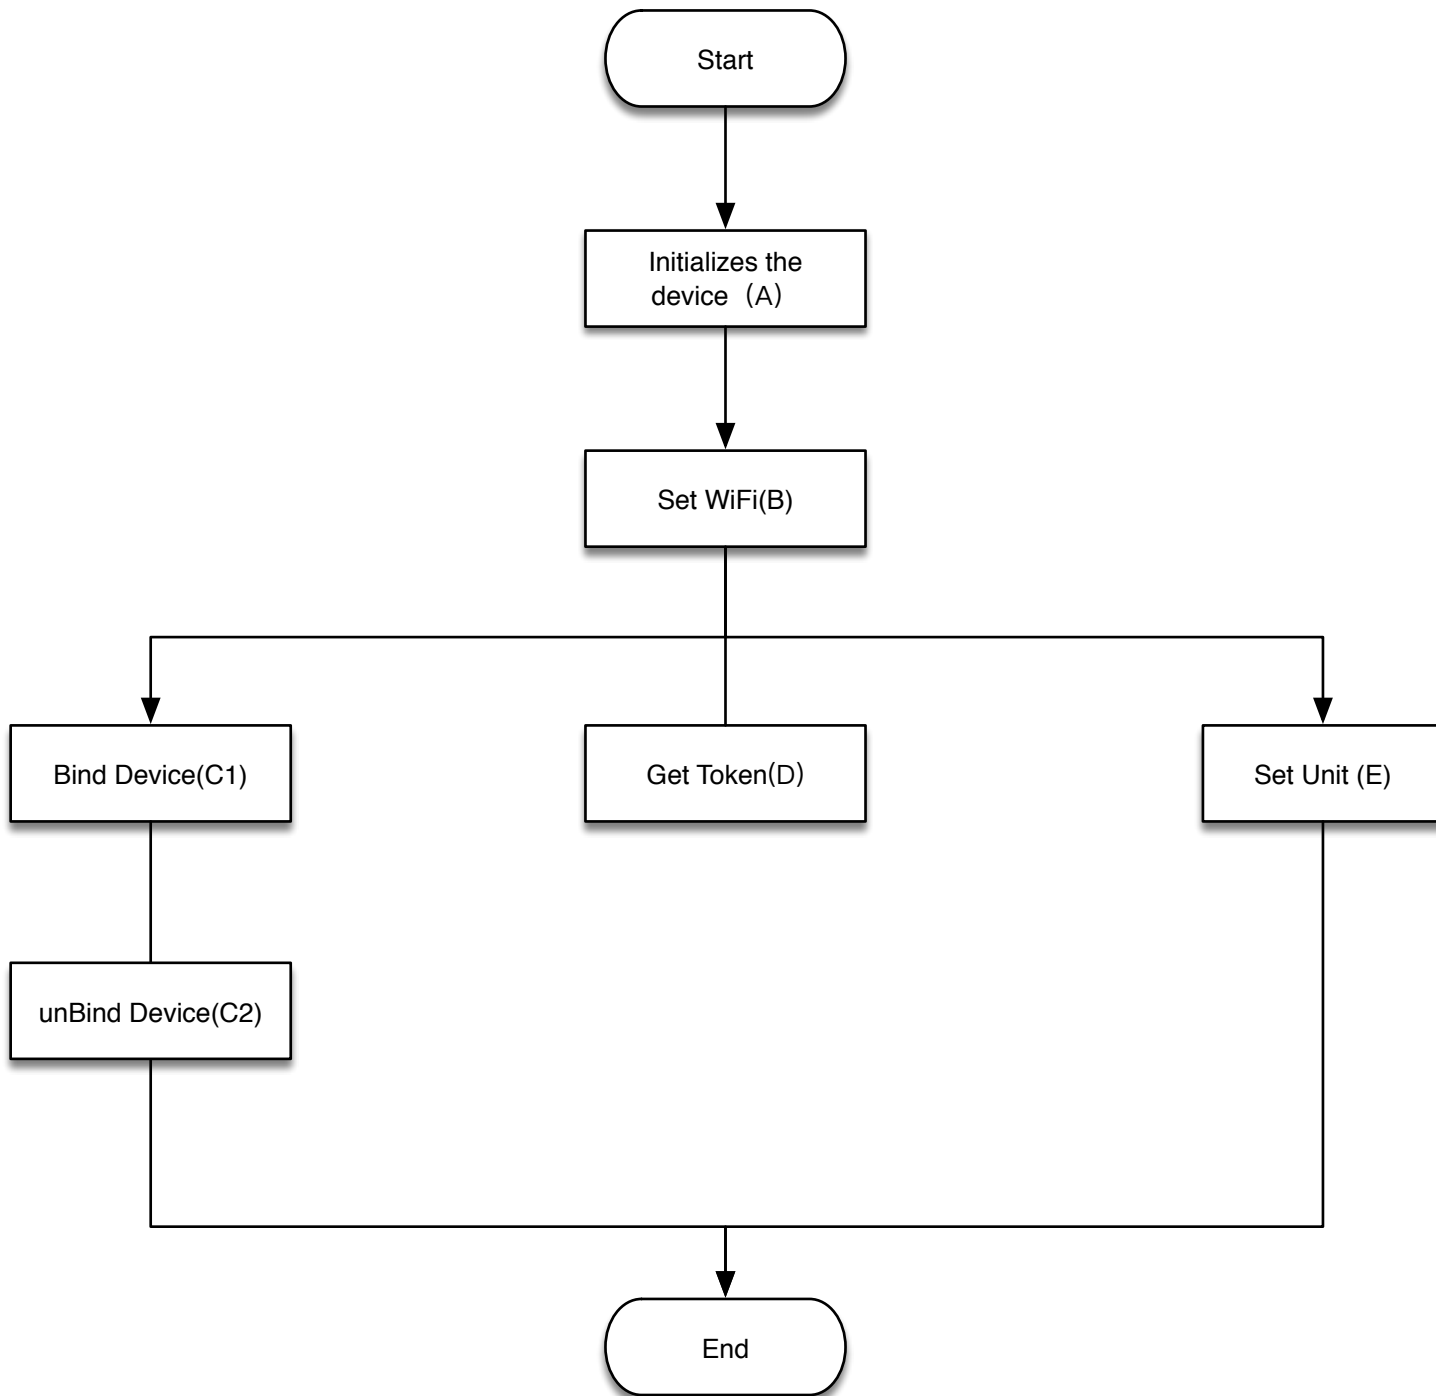 Start
Initializes the
device（A）
Set WiFi(B)
Bind Device(C1)
Get Token(D)
Set Unit (E)
unBind Device(C2)
End